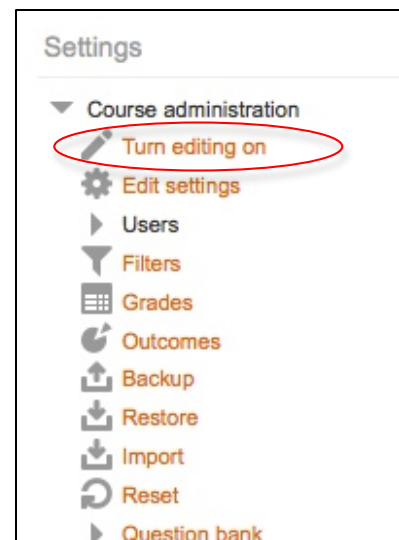 Settings
Course administration
Turn editing on
Edit settings
Users
Filters
Grades
Outcomes
Backup
Restore
Import
Reset
Question bank